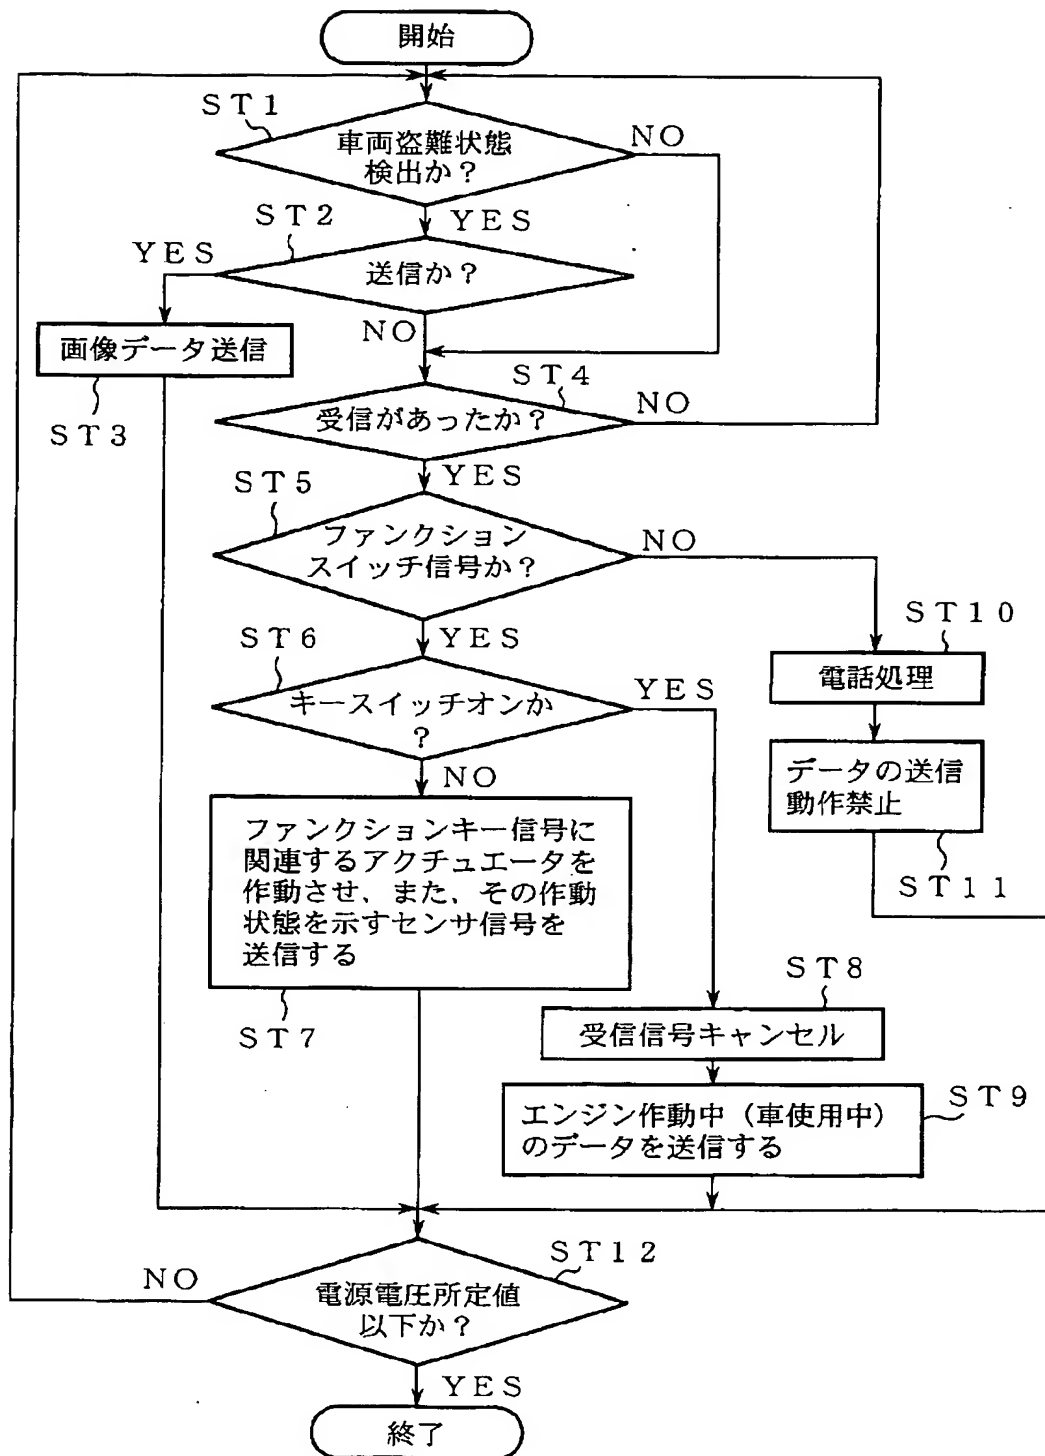 開始
ST1
車両盗難状態
検出か?
NO
YES
ST2
YES
送信か?
NO
画像データ送信
ST3
ST4
受信があったか?
NO
YES
ST5
ファンクション
スイッチ信号か?
NO
YES
ST6
キースイッチオンか
?
YES
NO
ST10
電話処理
データの送信
動作禁止
ST11
ファンクションキー信号に
関連するアクチュエータを
作動させ、また、その作動
状態を示すセンサ信号を
送信する
ST7
ST8
受信信号キャンセル
ST9
エンジン作動中(車使用中)
のデータを送信する
ST12
NO
電源電圧所定値
以下か?
YES
終了